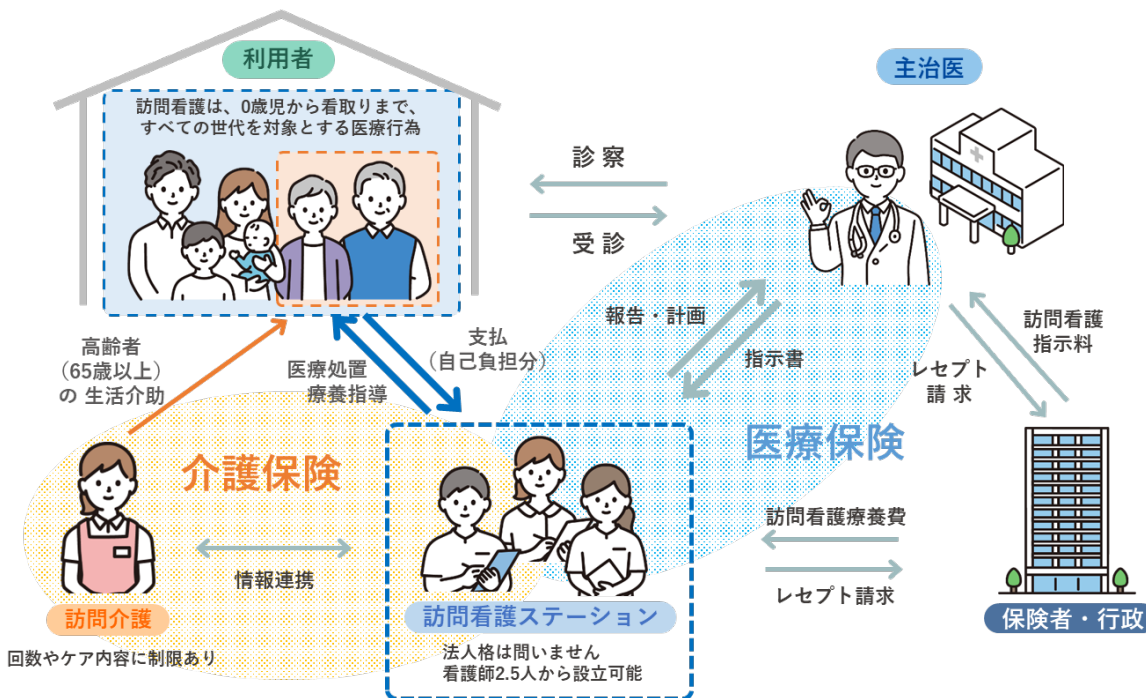 利用者
訪問看護は、0歳児から看取りまで、
すべての世代を対象とする医療行為
主治医
診 察
受 診
報告・計画
指示書
訪問看護
指示料
レセプト
請 求
高齢者
（65歳以上）
の 生活介助
医療処置
療養指導
支払
（自己負担分）
介護保険
医療保険
情報連携
訪問看護療養費
レセプト請求
訪問介護
回数やケア内容に制限あり
訪問看護ステーション
法人格は問いません
看護師2.5人から設立可能
保険者・行政